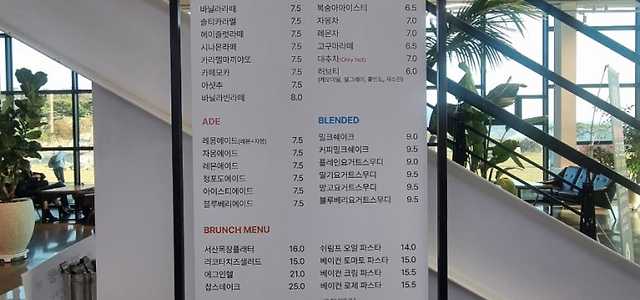 바닐라라떼 7.5
솔티카라멜 7.5
헤이즐럿라떼 7.5
시나몬라떼 7.5
카라멜마끼야또 7.5
카페모카 7.5
아샷추 7.5
바닐라빈라떼 8.0
복숭아아이스티 6.5
자몽차 7.0
레몬차 7.0
고구마라떼 7.5
대추차(Only hot) 7.0
허브티 6.0
(캐모마일, 얼그레이, 루이보스, 페퍼민트)
ADE
레몬에이드(레몬+자몽) 7.5
자몽에이드 7.5
레몬에이드 7.5
청포도에이드 7.5
아이스티에이드 7.5
블루베리에이드 7.5
BLENDED
밀크쉐이크 9.0
커피밀크쉐이크 9.5
플레인요거트스무디 9.0
딸기요거트스무디 9.5
망고요거트스무디 9.5
블루베리요거트스무디 9.5
BRUNCH MENU
서산목장플래터 16.0
리코타치즈샐러드 15.0
에그인헬 21.0
찹스테이크 25.0
쉬림프 오일 파스타 14.0
베이컨 토마토 파스타 15.0
베이컨 크림 파스타 15.5
베이컨 로제 파스타 15.5